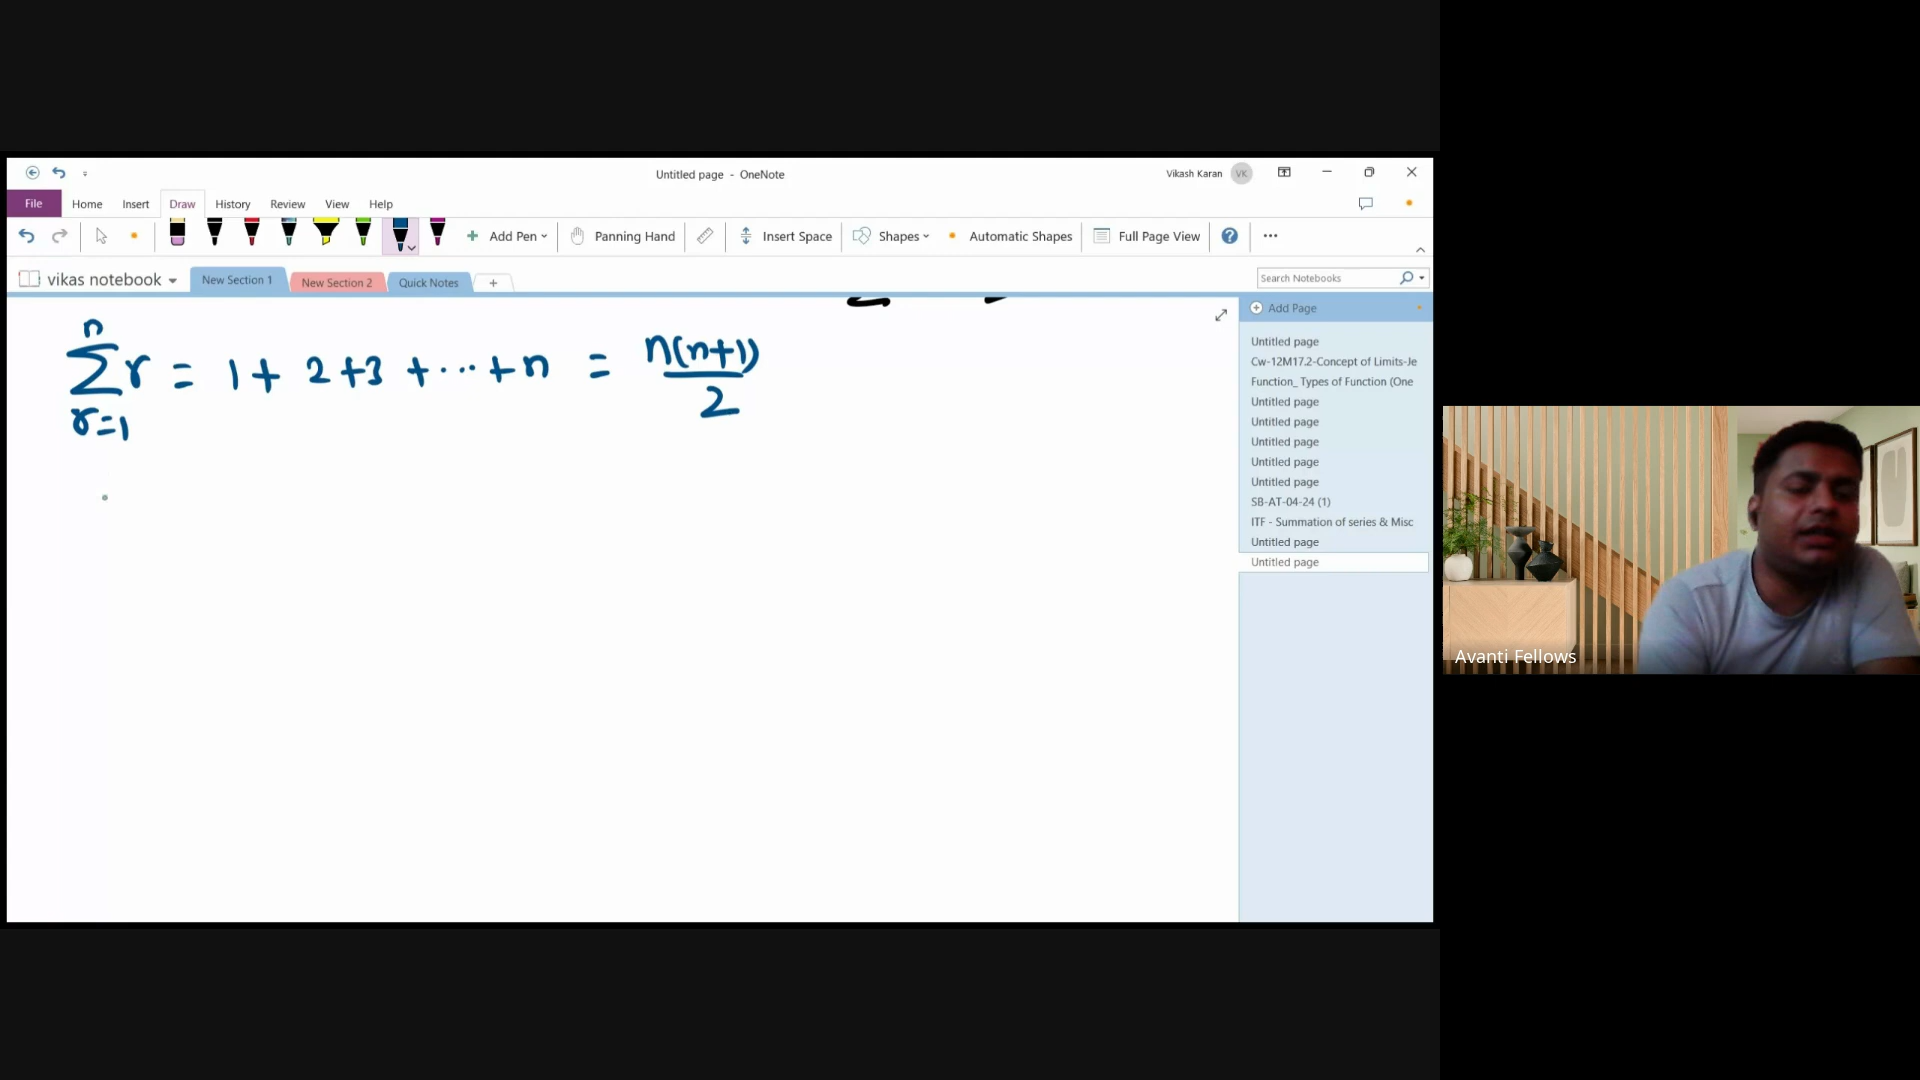 Untitled page - OneNote
Vikash Karan VK
File Home Insert Draw History Review View Help
Add Pen Panning Hand Insert Space Shapes Automatic Shapes Full Page View ? ...
vikas notebook New Section 1 New Section 2 Quick Notes +
Search Notebooks
Add Page
Untitled page
Cw-12M17.2-Concept of Limits-Je
Function_ Types of Function (One
Untitled page
Untitled page
Untitled page
Untitled page
Untitled page
SB-AT-04-24 (1)
ITF - Summation of series & Misc
Untitled page
Untitled page
n
∑ r = 1 + 2 + 3 + ... + n = n(n+1)/2
r=1
Avanti Fellows